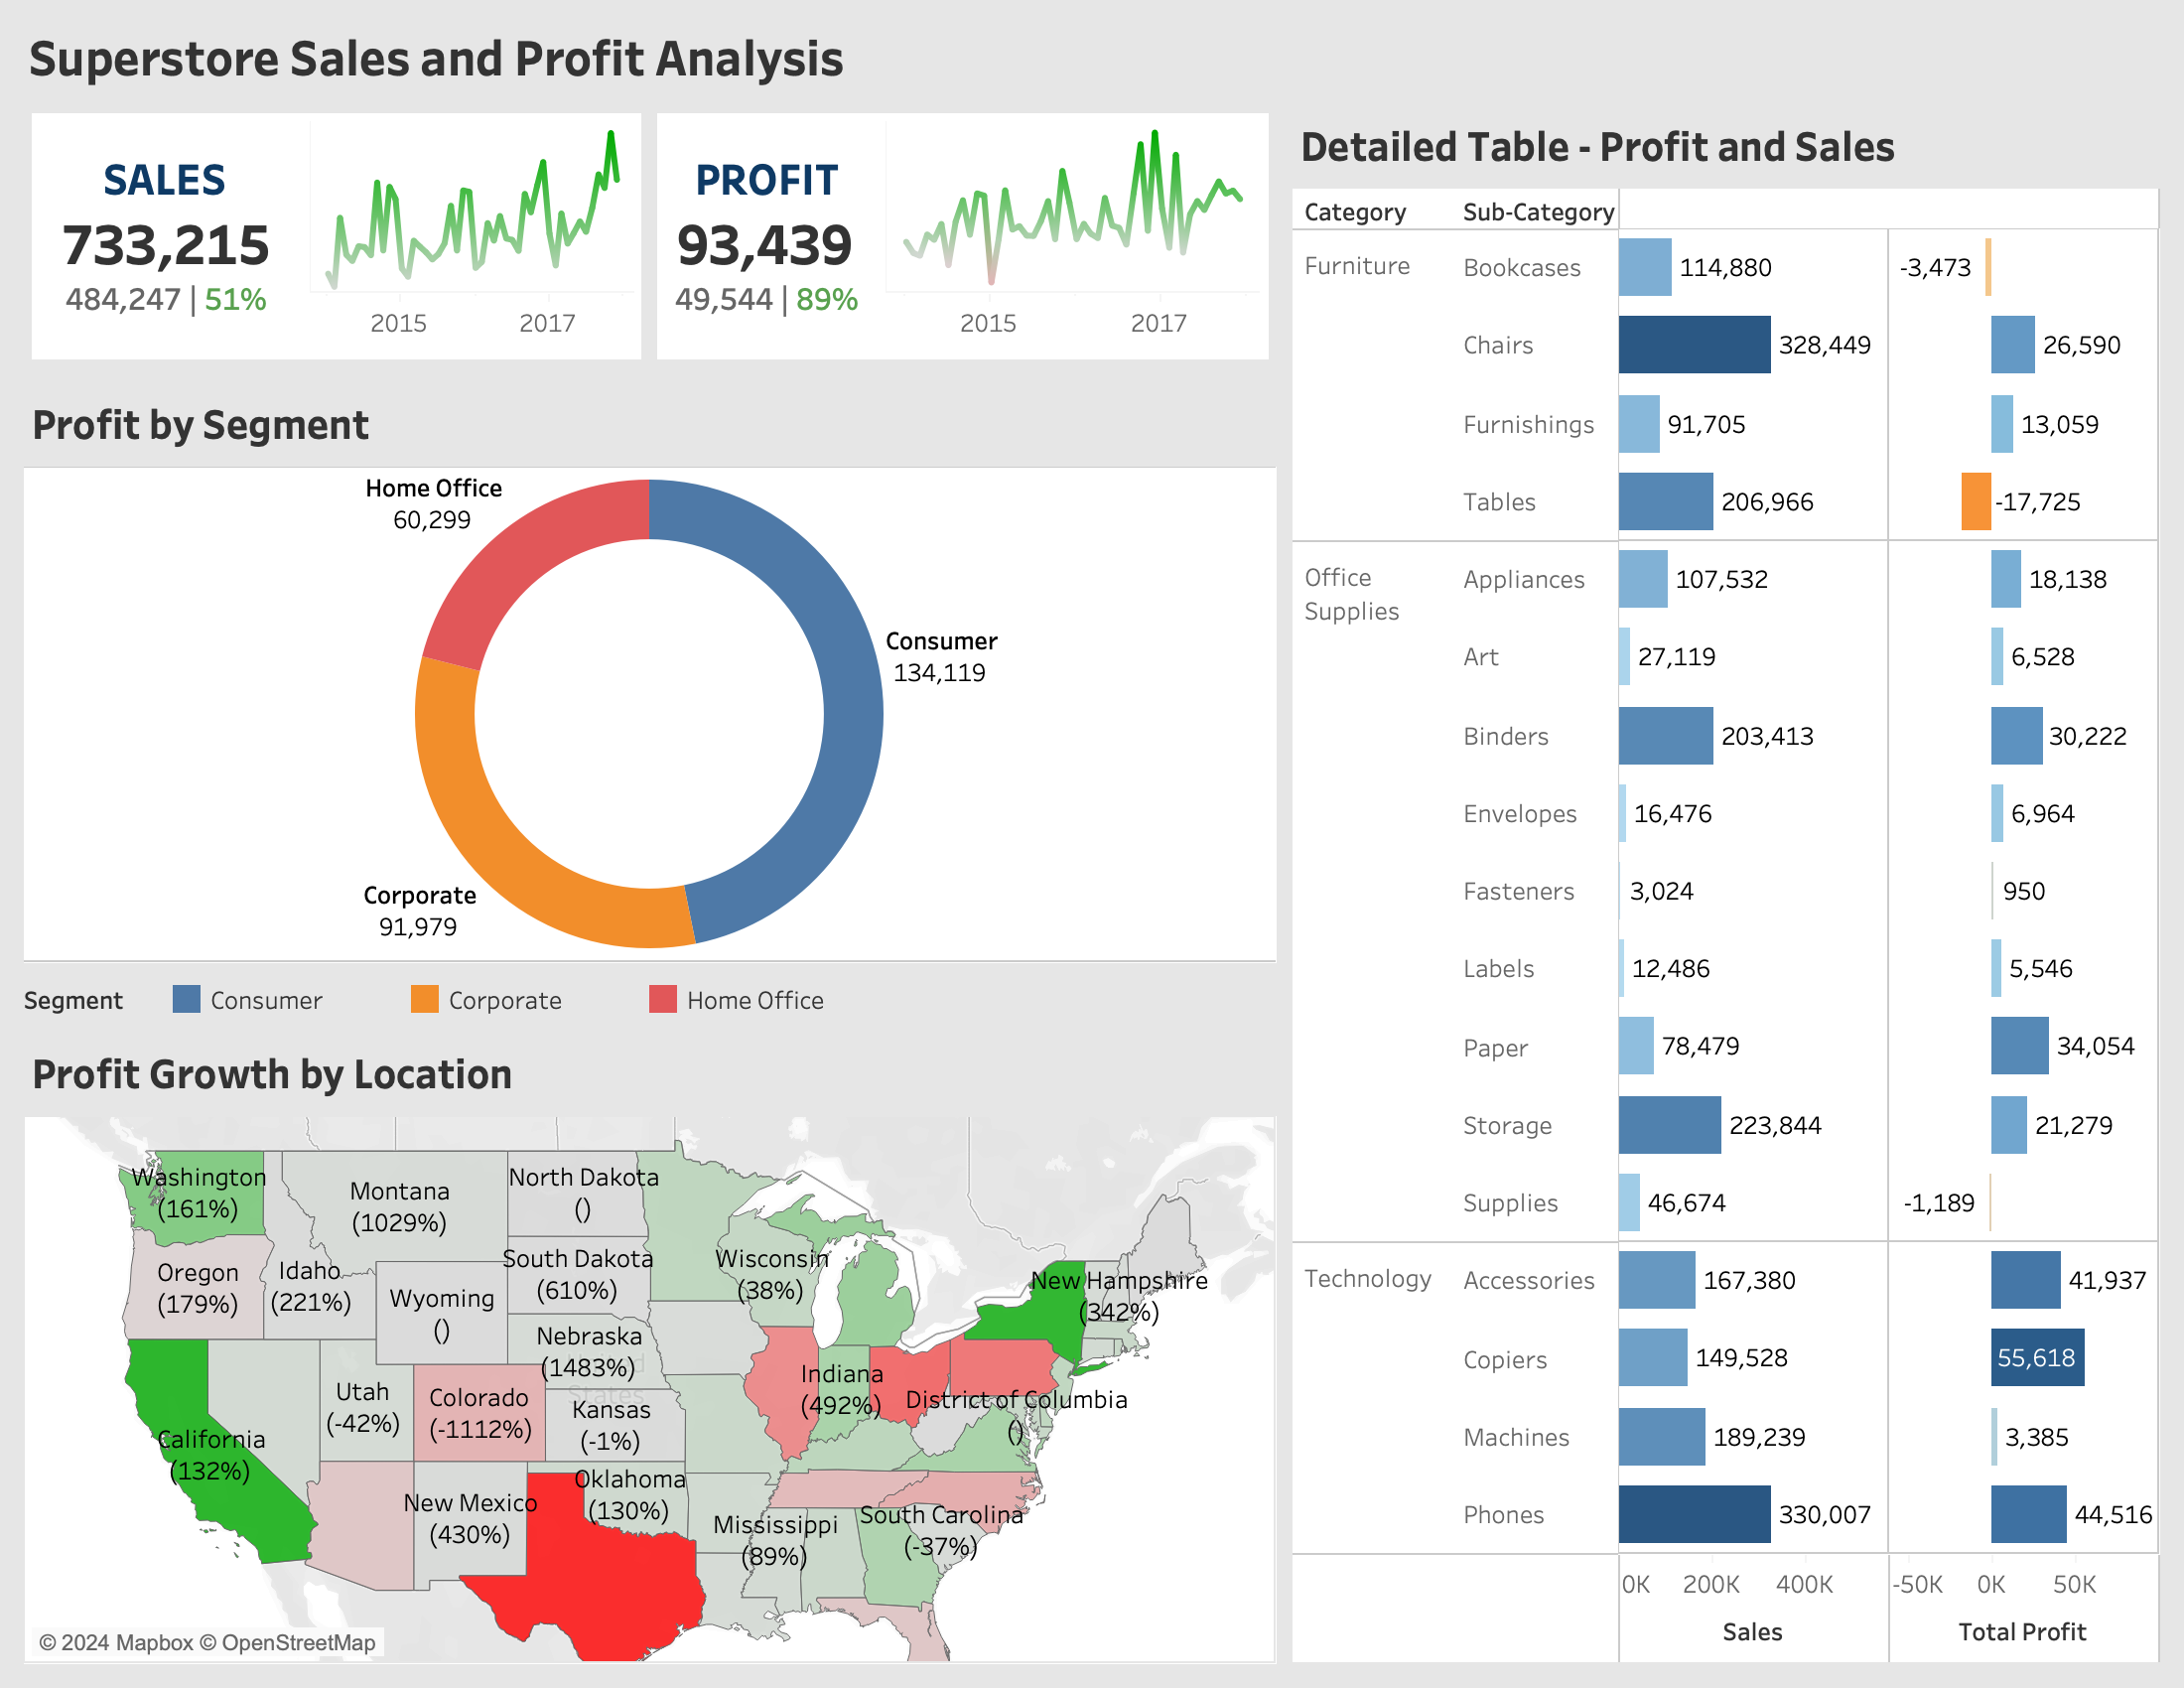 Superstore Sales and Profit Analysis
SALES
733,215
484,247 | 51%
2015 2017
PROFIT
93,439
49,544 | 89%
2015 2017
Profit by Segment
Home Office
60,299
Consumer
134,119
Corporate
91,979
Segment Consumer Corporate Home Office
Profit Growth by Location
Washington
(161%)
Montana
(1029%)
North Dakota
()
Oregon
(179%)
Idaho
(221%)
Wyoming
()
South Dakota
(610%)
Wisconsin
(38%)
New Hampshire
(342%)
Nebraska
(1483%)
United
States
Utah
(-42%)
Colorado
(-1112%)
Kansas
(-1%)
Indiana
(492%)
District of Columbia
()
California
(132%)
New Mexico
(430%)
Oklahoma
(130%)
Mississippi
(89%)
South Carolina
(-37%)
© 2024 Mapbox © OpenStreetMap
Detailed Table - Profit and Sales
Category Sub-Category
Furniture Bookcases 114,880 -3,473
Chairs 328,449 26,590
Furnishings 91,705 13,059
Tables 206,966 -17,725
Office
Supplies
Appliances 107,532 18,138
Art 27,119 6,528
Binders 203,413 30,222
Envelopes 16,476 6,964
Fasteners 3,024 950
Labels 12,486 5,546
Paper 78,479 34,054
Storage 223,844 21,279
Supplies 46,674 -1,189
Technology Accessories 167,380 41,937
Copiers 149,528 55,618
Machines 189,239 3,385
Phones 330,007 44,516
0K 200K 400K -50K 0K 50K
Sales Total Profit